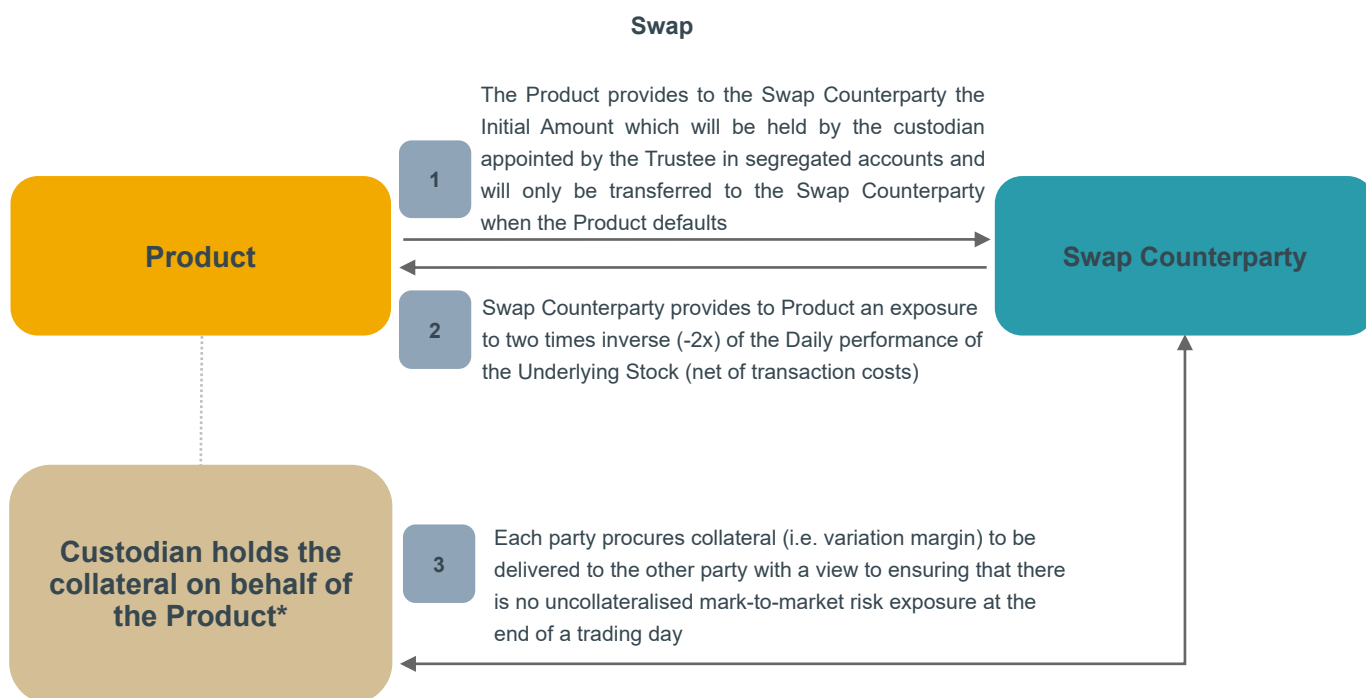 Swap
The Product provides to the Swap Counterparty the
Initial Amount which will be held by the custodian
appointed by the Trustee in segregated accounts and
will only be transferred to the Swap Counterparty
when the Product defaults
1
Product
Swap Counterparty
2
Swap Counterparty provides to Product an exposure
to two times inverse (-2x) of the Daily performance of
the Underlying Stock (net of transaction costs)
Custodian holds the
collateral on behalf of
the Product*
3
Each party procures collateral (i.e. variation margin) to be
delivered to the other party with a view to ensuring that there
is no uncollateralised mark-to-market risk exposure at the
end of a trading day